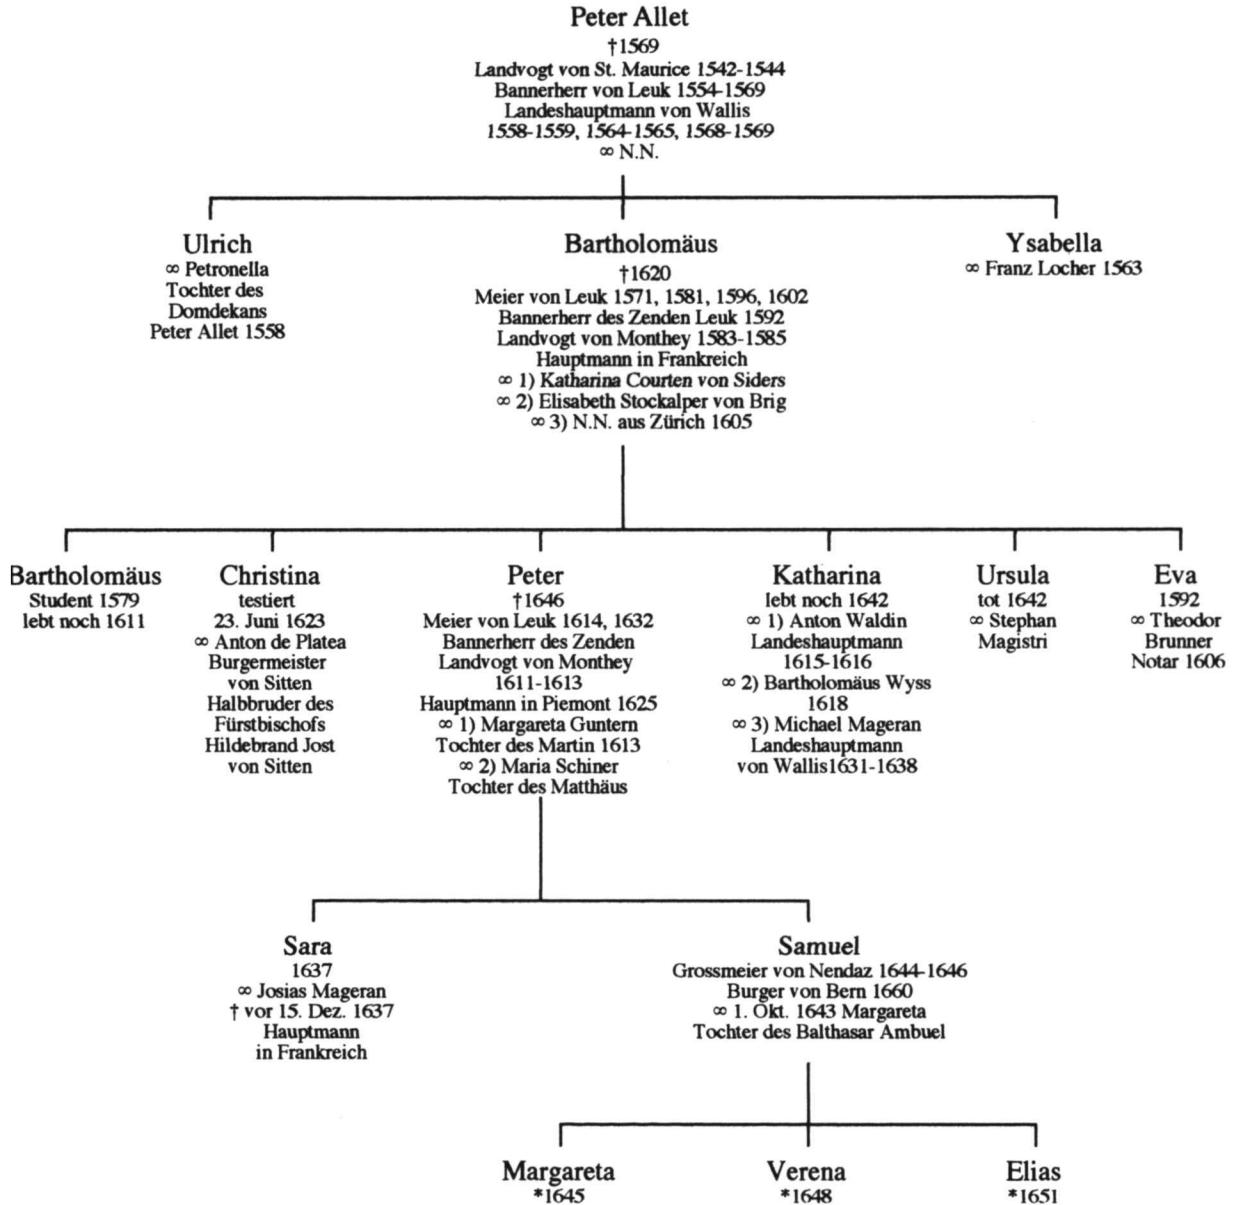 Peter Allet
†1569
Landvogt von St. Maurice 1542-1544
Bannerherr von Leuk 1554-1569
Landeshauptmann von Wallis
1558-1559, 1564-1565, 1568-1569
∞ N.N.
Ulrich
∞ Petronella
Tochter des
Domdekans
Peter Allet 1558
Bartholomäus
†1620
Meier von Leuk 1571, 1581, 1596, 1602
Bannerherr des Zenden Leuk 1592
Landvogt von Monthey 1583-1585
Hauptmann in Frankreich
∞ 1) Katharina Courten von Siders
∞ 2) Elisabeth Stockalper von Brig
∞ 3) N.N. aus Zürich 1605
Ysabella
∞ Franz Locher 1563
Bartholomäus
Student 1579
lebt noch 1611
Christina
testiert
23. Juni 1623
∞ Anton de Platea
Burgermeister
von Sitten
Halbbruder des
Fürstbischofs
Hildebrand Jost
von Sitten
Peter
†1646
Meier von Leuk 1614, 1632
Bannerherr des Zenden
Landvogt von Monthey
1611-1613
Hauptmann in Piemont 1625
∞ 1) Margareta Guntern
Tochter des Martin 1613
∞ 2) Maria Schiner
Tochter des Matthäus
Katharina
lebt noch 1642
∞ 1) Anton Waldin
Landeshauptmann
1615-1616
∞ 2) Bartholomäus Wyss
1618
∞ 3) Michael Mageran
Landeshauptmann
von Wallis1631-1638
Ursula
tot 1642
∞ Stephan
Magistri
Eva
1592
∞ Theodor
Brunner
Notar 1606
Sara
1637
∞ Josias Mageran
† vor 15. Dez. 1637
Hauptmann
in Frankreich
Samuel
Grossmeier von Nendaz 1644-1646
Burger von Bern 1660
∞ 1. Okt. 1643 Margareta
Tochter des Balthasar Ambuel
Margareta
*1645
Verena
*1648
Elias
*1651